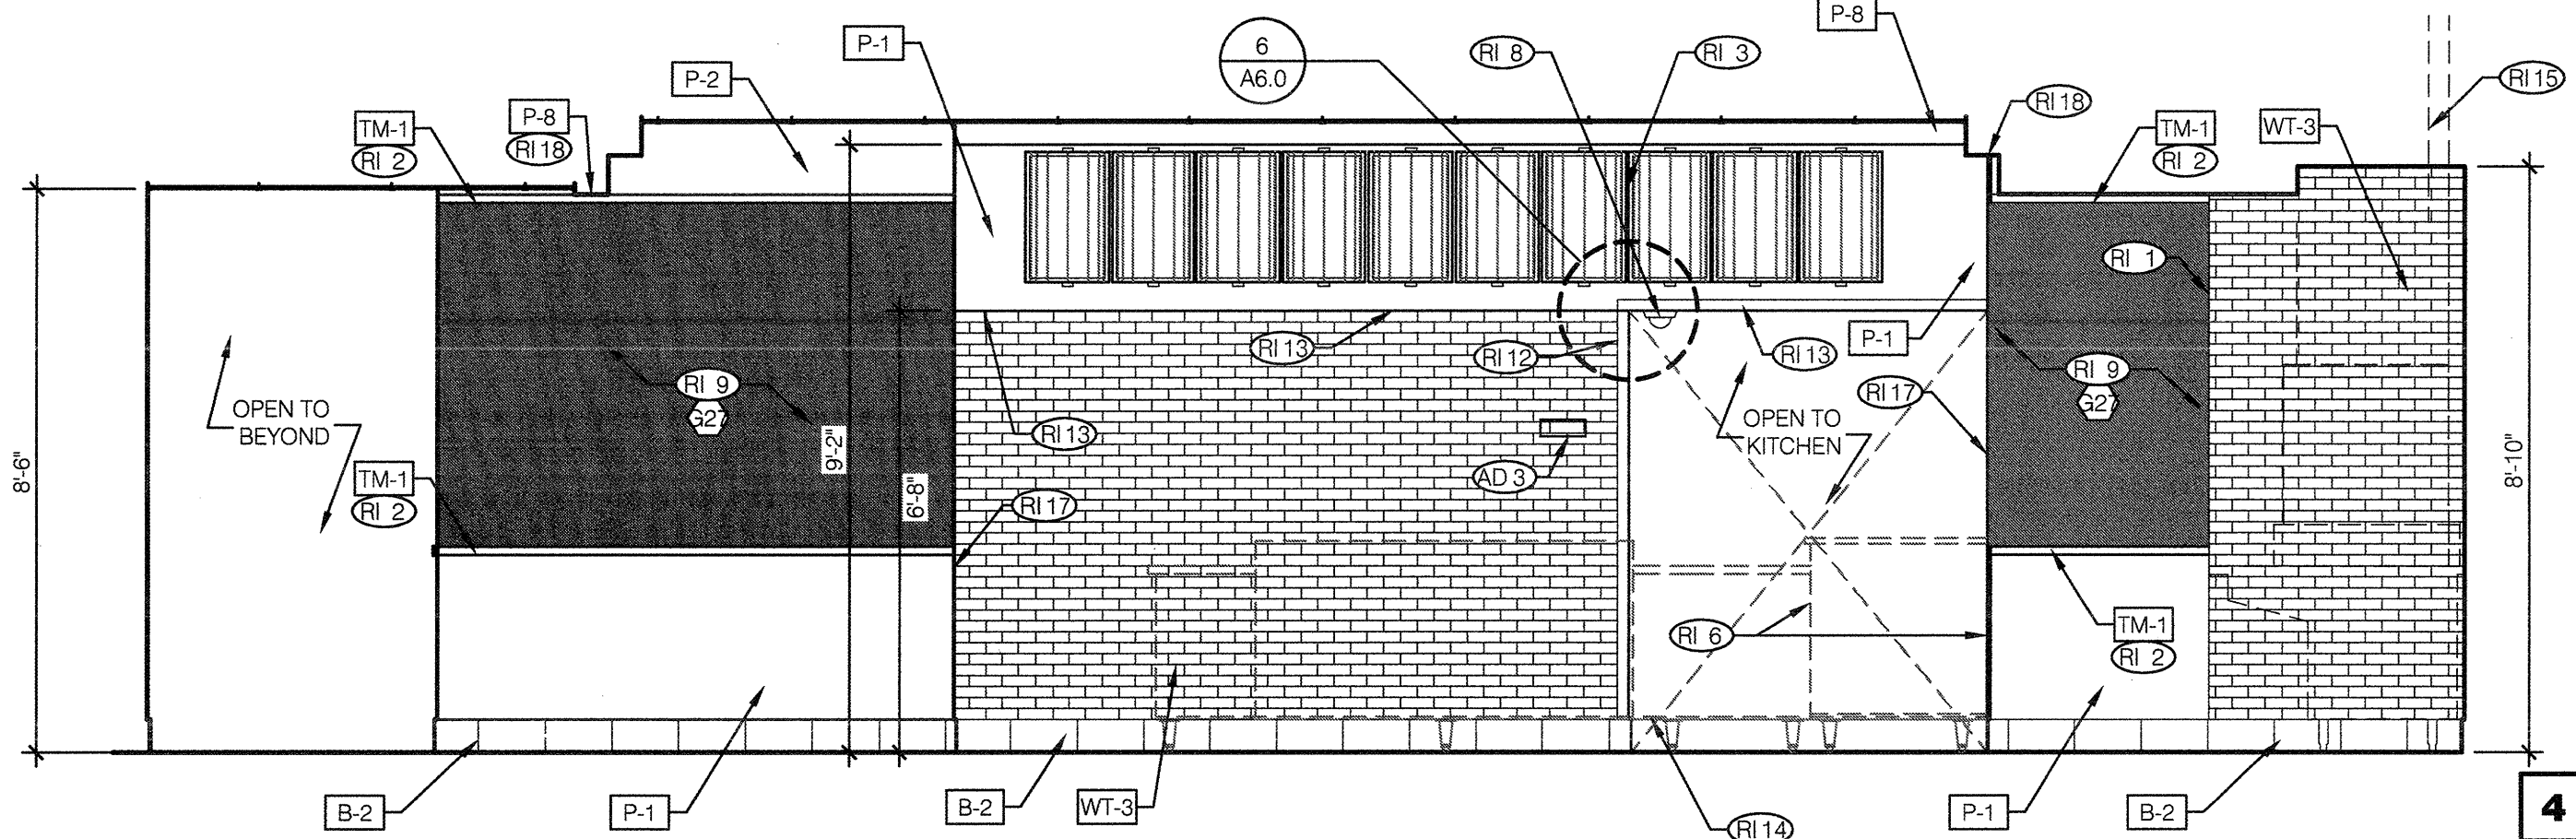 P-8
P-1
6
A6.0
RI 8
RI 3
P-2
RI 15
TM-1
RI 2
P-8
RI 18
RI 18
TM-1
RI 2
WT-3
RI 1
RI 13
RI 12
RI 13
P-1
RI 9
G27
RI 9
G27
OPEN TO
BEYOND
RI 17
OPEN TO
KITCHEN
RI 13
9'-2"
8'-6"
8'-10"
AD 3
TM-1
RI 2
6'-8"
RI 17
RI 6
TM-1
RI 2
B-2
P-1
B-2
WT-3
RI 14
P-1
B-2
4